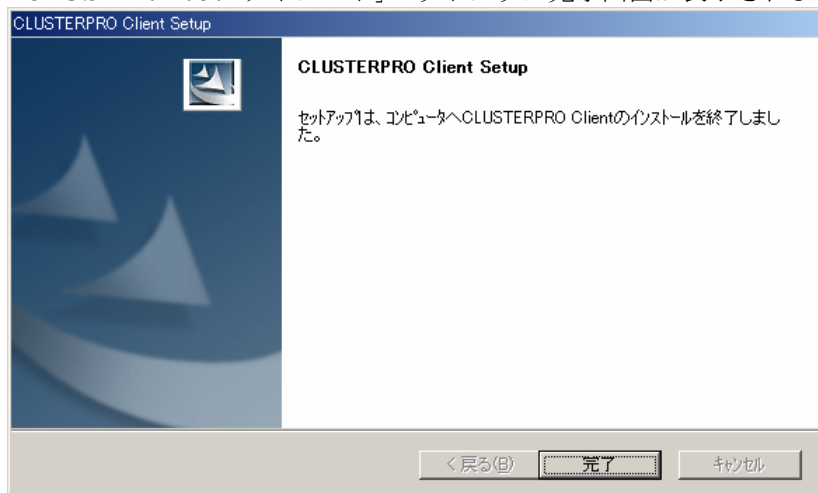 CLUSTERPRO Client Setup
CLUSTERPRO Client Setup
ｾｯﾄｱｯﾌﾟは、ｺﾝﾋﾟｭｰﾀへCLUSTERPRO Clientのｲﾝｽﾄｰﾙを終了しまし
た。
< 戻る(B)
完了
ｷｬﾝｾﾙ